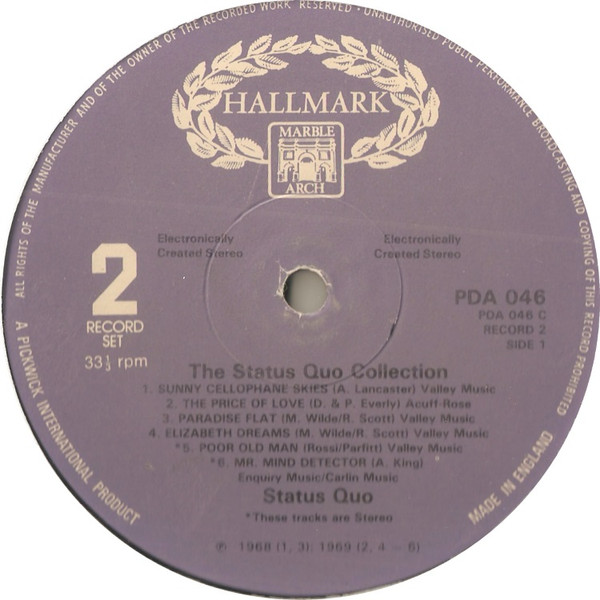 ALL RIGHTS OF THE MANUFACTURER AND OF THE OWNER OF THE RECORDED WORK RESERVED · UNAUTHORISED PUBLIC PERFORMANCE BROADCASTING AND COPYING OF THIS RECORD PROHIBITED
HALLMARK
MARBLE
ARCH
Electronically
Created Stereo
Electronically
Created Stereo
2
RECORD
SET
33⅓ rpm
PDA 046
PDA 046 C
RECORD 2
SIDE 1
The Status Quo Collection
1. SUNNY CELLOPHANE SKIES (A. Lancaster) Valley Music
2. THE PRICE OF LOVE (D. & P. Everly) Acuff-Rose
3. PARADISE FLAT (M. Wilde/R. Scott) Valley Music
4. ELIZABETH DREAMS (M. Wilde/R. Scott) Valley Music
*5. POOR OLD MAN (Rossi/Parfitt) Valley Music
*6. MR. MIND DETECTOR (A. King)
Enquiry Music/Carlin Music
Status Quo
*These tracks are Stereo
℗ 1968 (1, 3); 1969 (2, 4 – 6)
A PICKWICK INTERNATIONAL PRODUCT
MADE IN ENGLAND